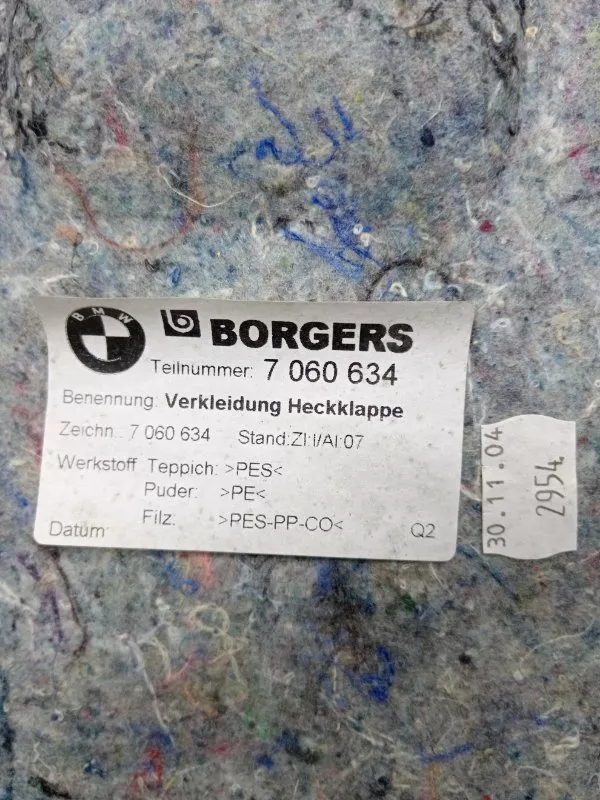 BMW
BORGERS
Teilnummer: 7 060 634
Benennung: Verkleidung Heckklappe
Zeichn.: 7 060 634 Stand:ZI:I/AI:07
Werkstoff Teppich: >PES<
Puder: >PE<
Filz: >PES-PP-CO<
Datum: Q2
30.11.04
2954